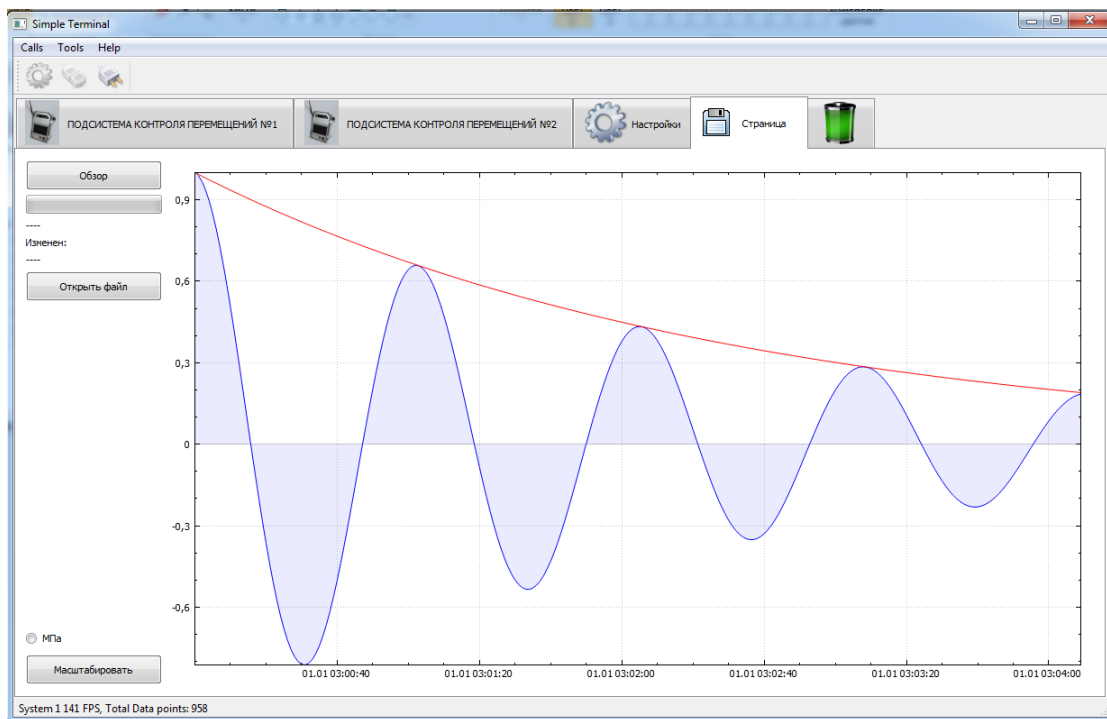 Simple Terminal
Calls Tools Help
ПОДСИСТЕМА КОНТРОЛЯ ПЕРЕМЕЩЕНИЙ №1
ПОДСИСТЕМА КОНТРОЛЯ ПЕРЕМЕЩЕНИЙ №2
Настройки
Страница
Обзор
----
Изменен:
----
Открыть файл
МПа
Масштабировать
0,9
0,6
0,3
0
-0,3
-0,6
01.01 03:00:40
01.01 03:01:20
01.01 03:02:00
01.01 03:02:40
01.01 03:03:20
01.01 03:04:00
System 1 141 FPS, Total Data points: 958